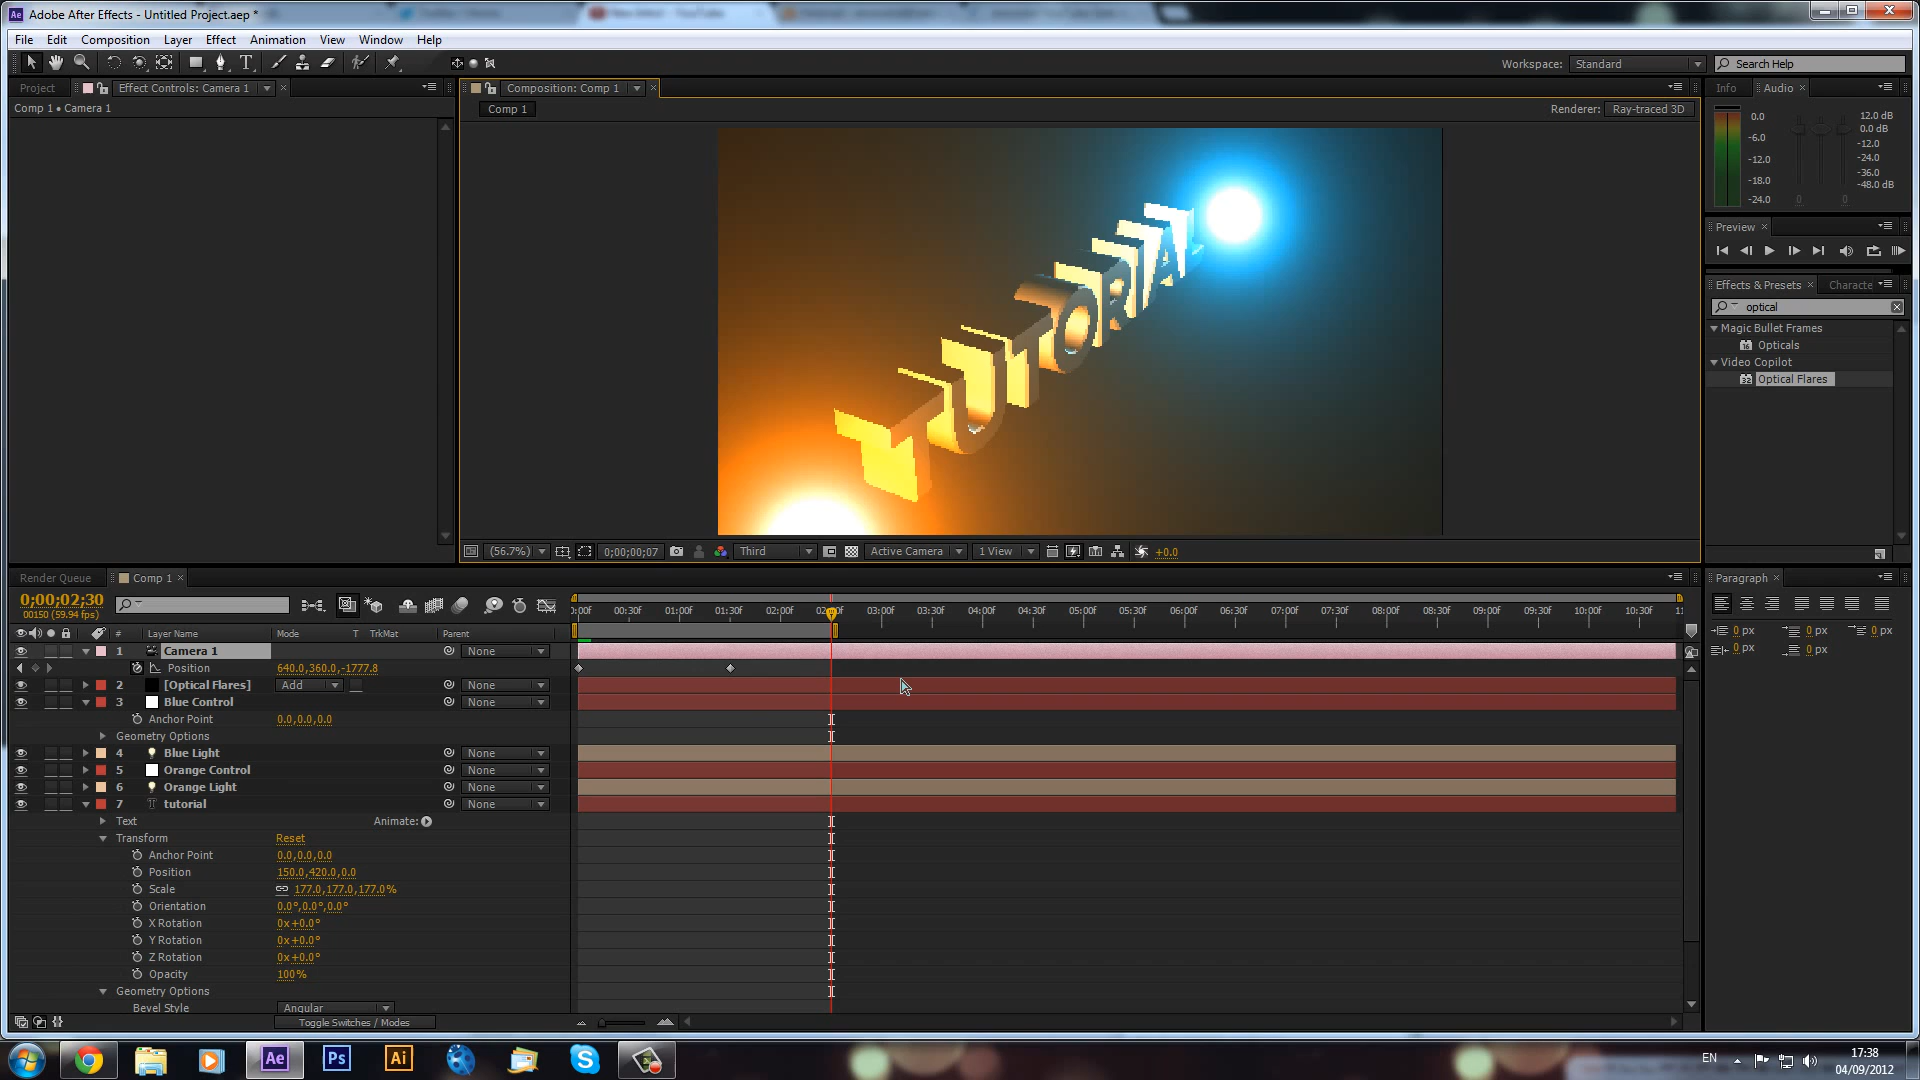 Adobe After Effects - Untitled Project.aep *
File Edit Composition Layer Effect Animation View Window Help
Workspace: Standard Search Help
Project Effect Controls: Camera 1 Composition: Comp 1 Info Audio
Comp 1 • Camera 1
Comp 1 Renderer: Ray-traced 3D
0.0 12.0 dB
-6.0 0.0 dB
-12.0 -12.0
-18.0 -24.0
-24.0 -36.0
-48.0 dB
0 0
Preview
Effects & Presets Characte
optical
Magic Bullet Frames
Opticals
Video Copilot
Optical Flares
TUTORIAL
(56.7%) 0;00;00;07 Third Active Camera 1 View +0.0
Render Queue Comp 1 Paragraph
0;00;02;30
00150 (59.94 fps)
:00f 00:30f 01:00f 01:30f 02:00f 03:00f 03:30f 04:00f 04:30f 05:00f 05:30f 06:00f 06:30f 07:00f 07:30f 08:00f 08:30f 09:00f 09:30f 10:00f 10:30f 11
# Layer Name Mode T TrkMat Parent
0 px 0 px 0 px
0 px 0 px
1 Camera 1 None
Position 640.0,360.0,-1777.8
2 [Optical Flares] Add None
3 Blue Control None
Anchor Point 0.0,0.0,0.0
Geometry Options
4 Blue Light None
5 Orange Control None
6 Orange Light None
7 tutorial None
Text Animate:
Transform Reset
Anchor Point 0.0,0.0,0.0
Position 150.0,420.0,0.0
Scale 177.0,177.0,177.0%
Orientation 0.0°,0.0°,0.0°
X Rotation 0x+0.0°
Y Rotation 0x+0.0°
Z Rotation 0x+0.0°
Opacity 100%
Geometry Options
Bevel Style Angular
Toggle Switches / Modes
Ae Ps Ai S
EN 17:38
04/09/2012